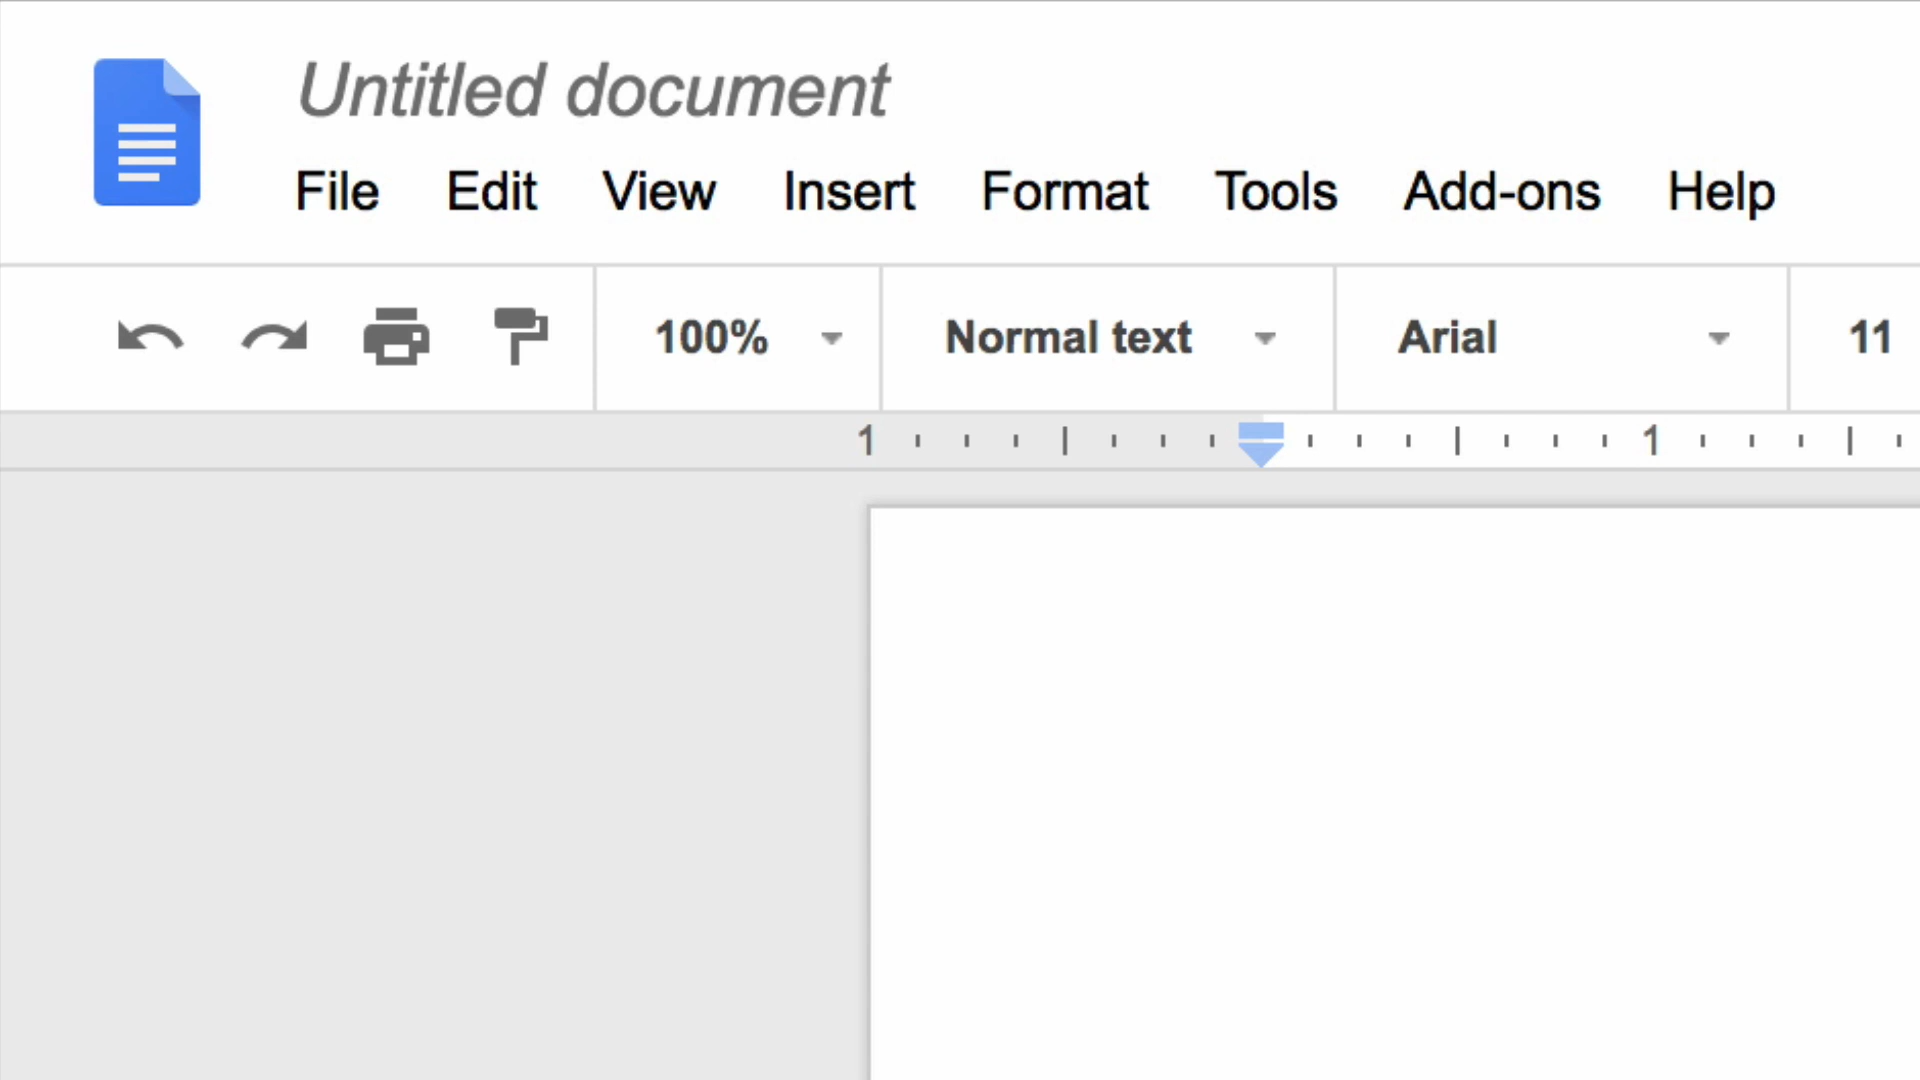 Untitled document
File Edit View Insert Format Tools Add-ons Help
100% Normal text Arial 11
1 1